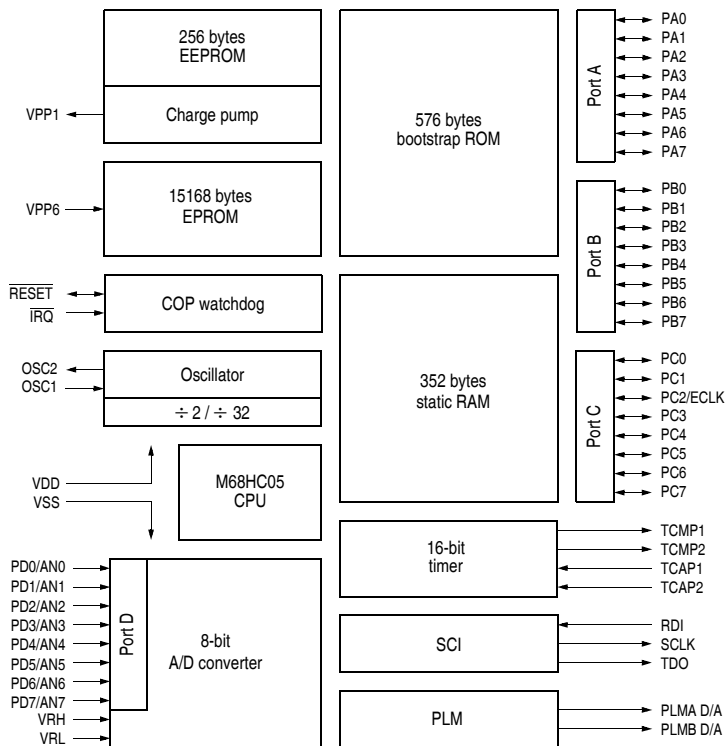 256 bytes
EEPROM
Charge pump
VPP1
15168 bytes
EPROM
VPP6
RESET
IRQ
COP watchdog
OSC2
OSC1
Oscillator
÷ 2 / ÷ 32
VDD
VSS
M68HC05
CPU
PD0/AN0
PD1/AN1
PD2/AN2
PD3/AN3
PD4/AN4
PD5/AN5
PD6/AN6
PD7/AN7
VRH
VRL
Port D
8-bit
A/D converter
576 bytes
bootstrap ROM
352 bytes
static RAM
16-bit
timer
SCI
PLM
Port A
PA0
PA1
PA2
PA3
PA4
PA5
PA6
PA7
Port B
PB0
PB1
PB2
PB3
PB4
PB5
PB6
PB7
Port C
PC0
PC1
PC2/ECLK
PC3
PC4
PC5
PC6
PC7
TCMP1
TCMP2
TCAP1
TCAP2
RDI
SCLK
TDO
PLMA D/A
PLMB D/A